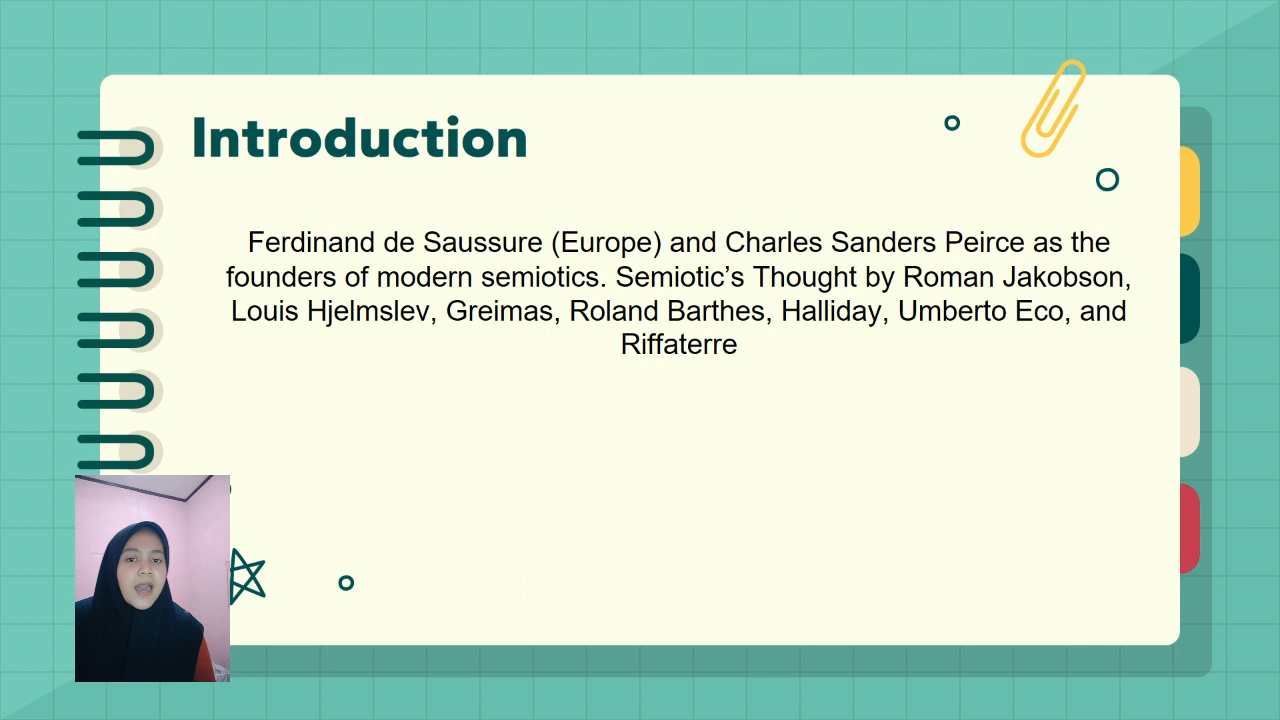 Introduction
Ferdinand de Saussure (Europe) and Charles Sanders Peirce as the
founders of modern semiotics. Semiotic’s Thought by Roman Jakobson,
Louis Hjelmslev, Greimas, Roland Barthes, Halliday, Umberto Eco, and
Riffaterre